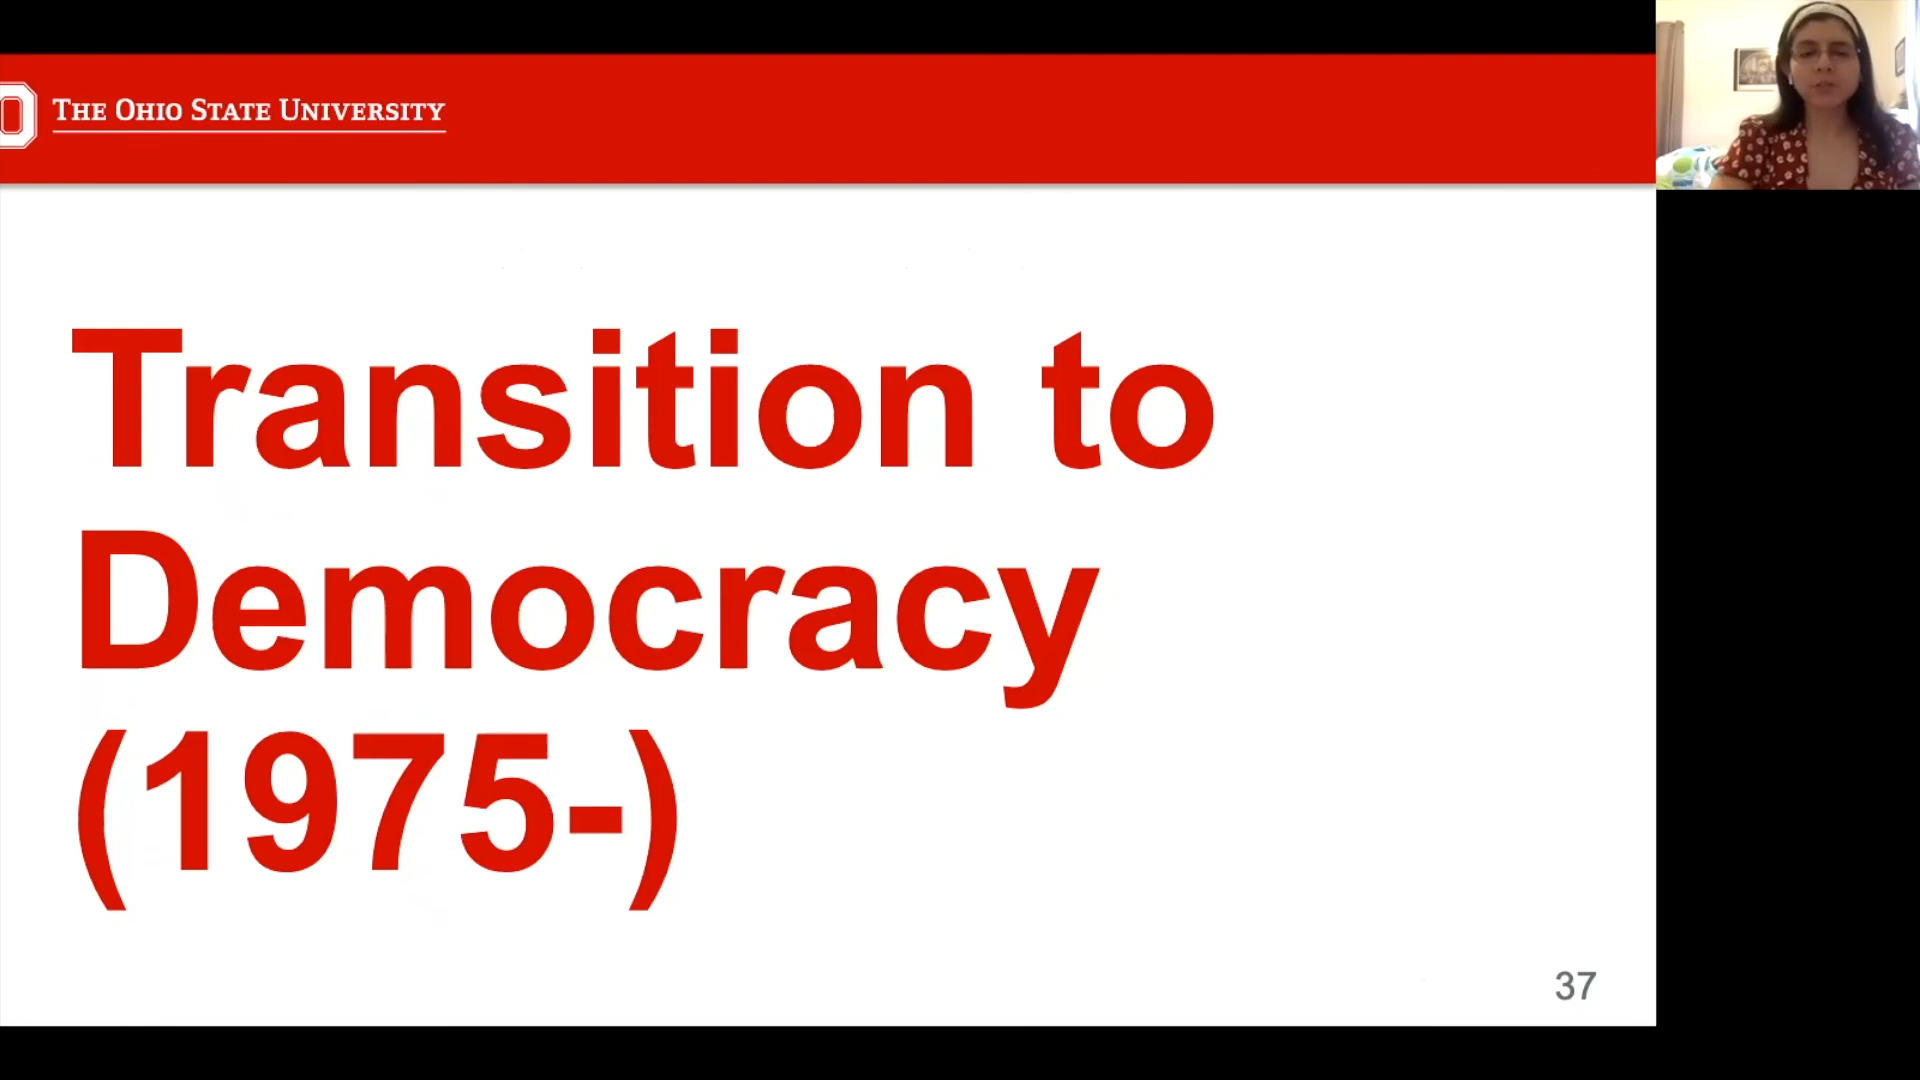 THE OHIO STATE UNIVERSITY
Transition to
Democracy
(1975-)
37